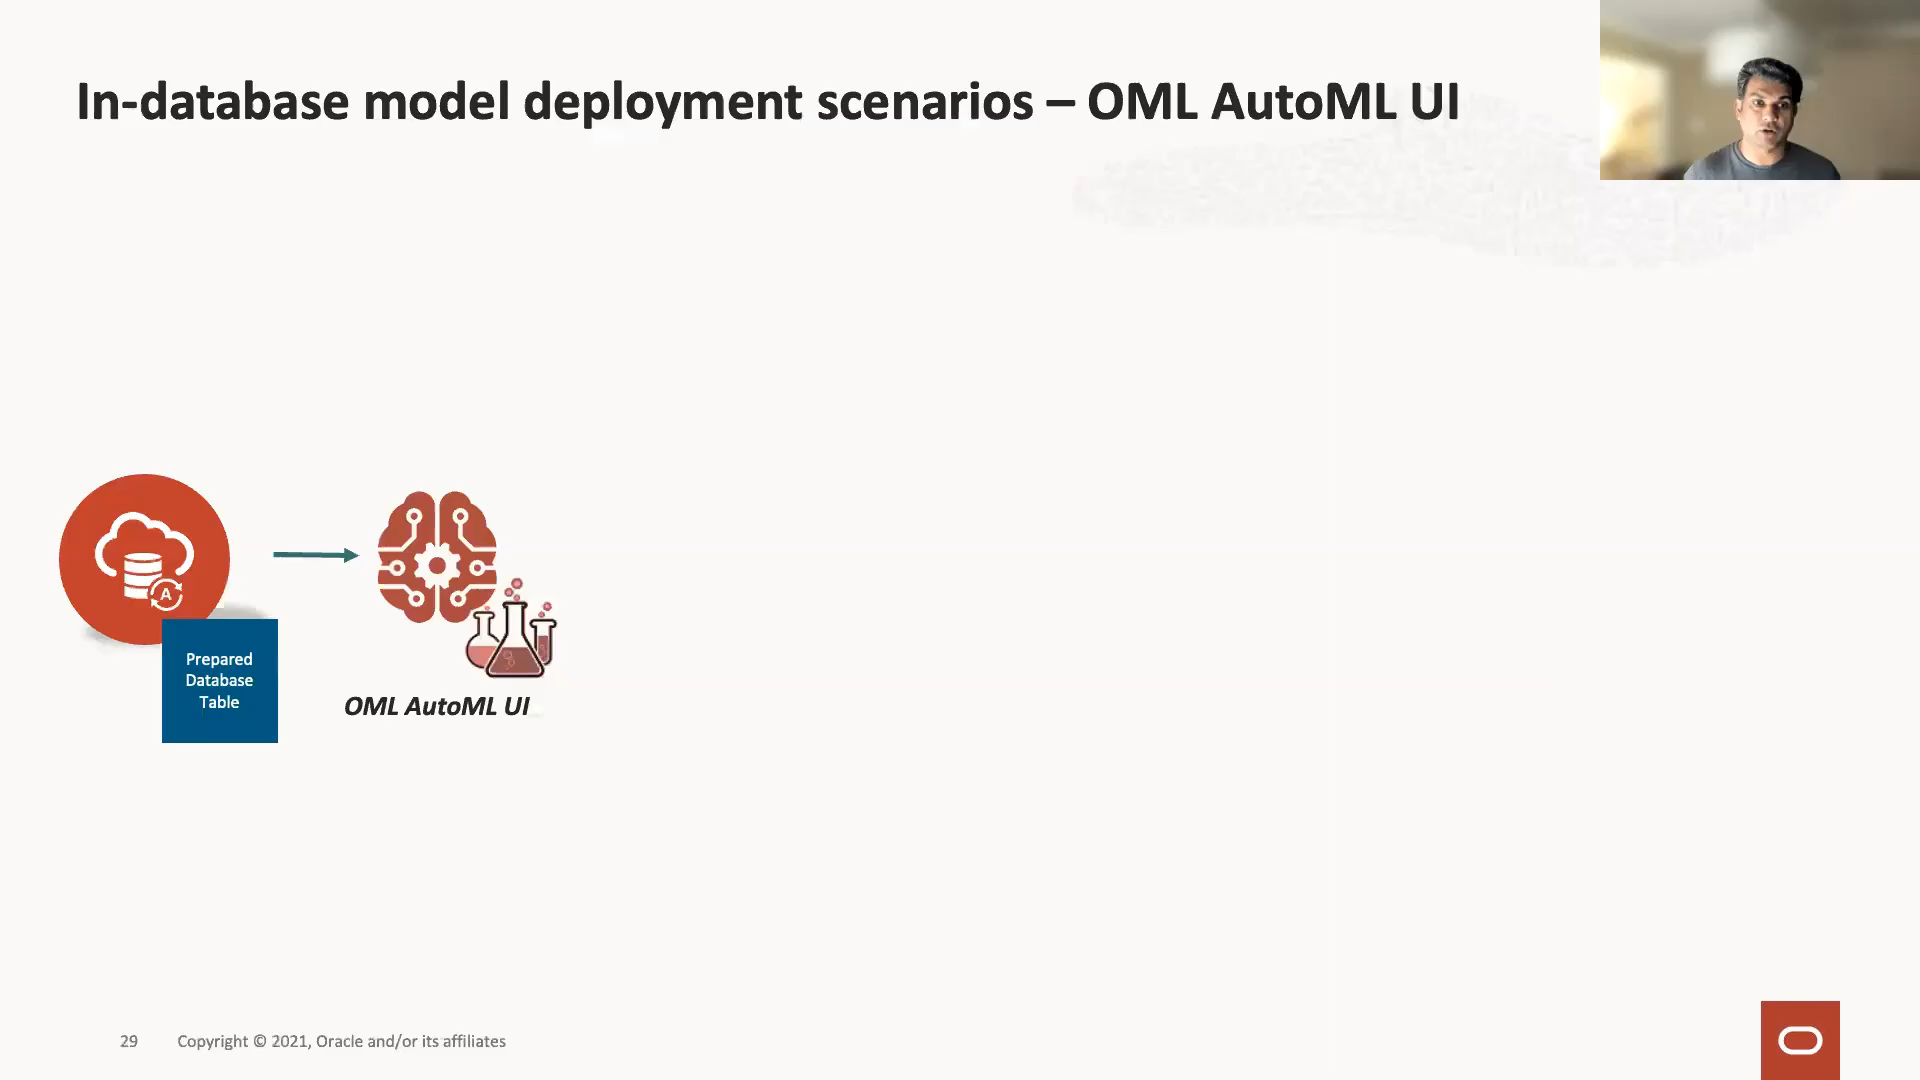 In-database model deployment scenarios – OML AutoML UI
A
Prepared
Database
Table
OML AutoML UI
29 Copyright © 2021, Oracle and/or its affiliates